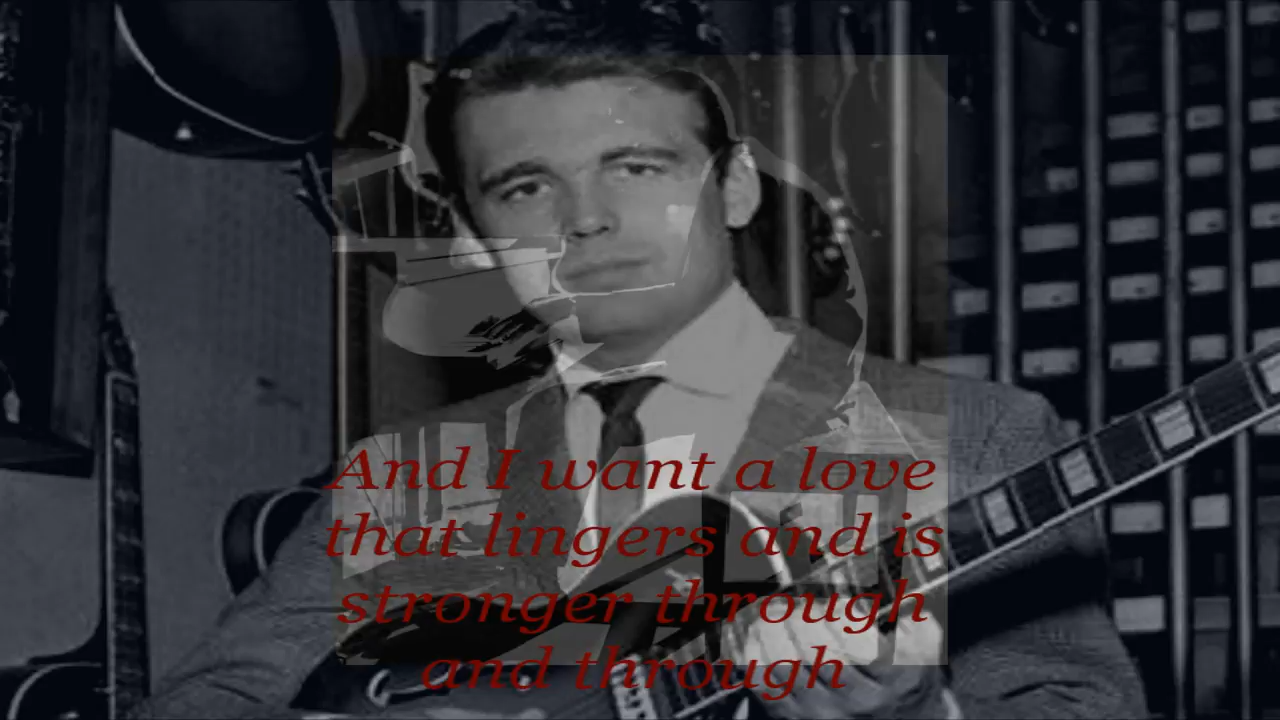 And I want a love
that lingers and is
stronger through
and through